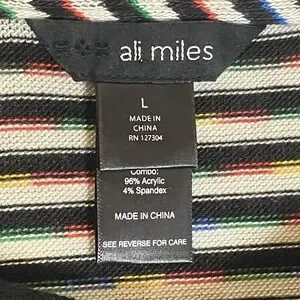 ali miles
L
MADE IN
CHINA
RN 127304
Combo:
96% Acrylic
4% Spandex
MADE IN CHINA
SEE REVERSE FOR CARE